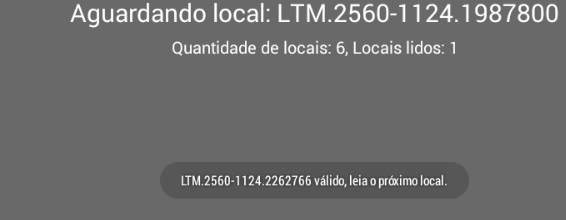 Aguardando local: LTM.2560-1124.1987800
Quantidade de locais: 6, Locais lidos: 1
LTM.2560-1124.2262766 válido, leia o próximo local.